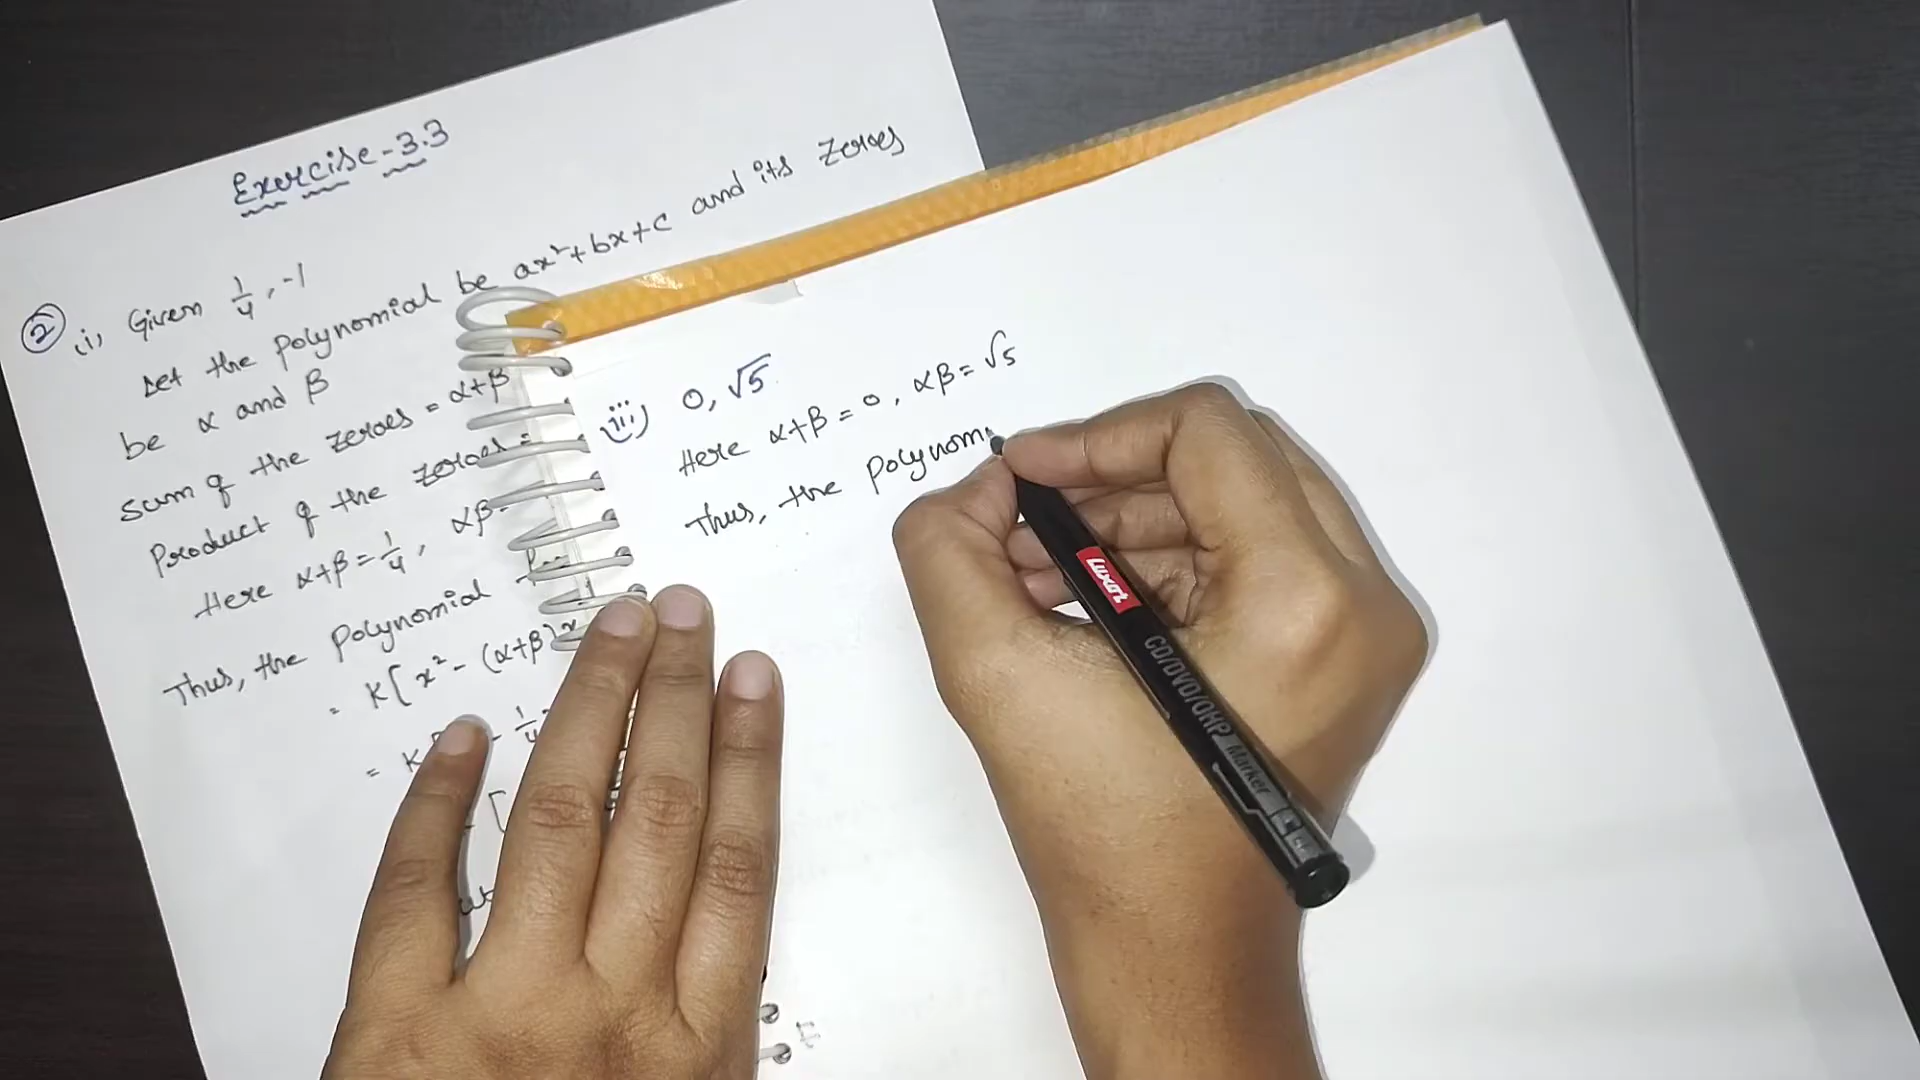 Exercise-3.3
② (i) Given 1/4, -1
Let the polynomial be ax²+bx+c and its zeroes
be α and β
Sum of the zeroes = α+β
Product of the zeroes =
Here α+β = 1/4, αβ=
Thus, the polynomial
= K[x² - (α+β)x
= K - 1/4
[
iii) 0, √5
Here α+β = 0, αβ = √5
Thus, the polynom
Luxor
CD/DVD/OHP Marker